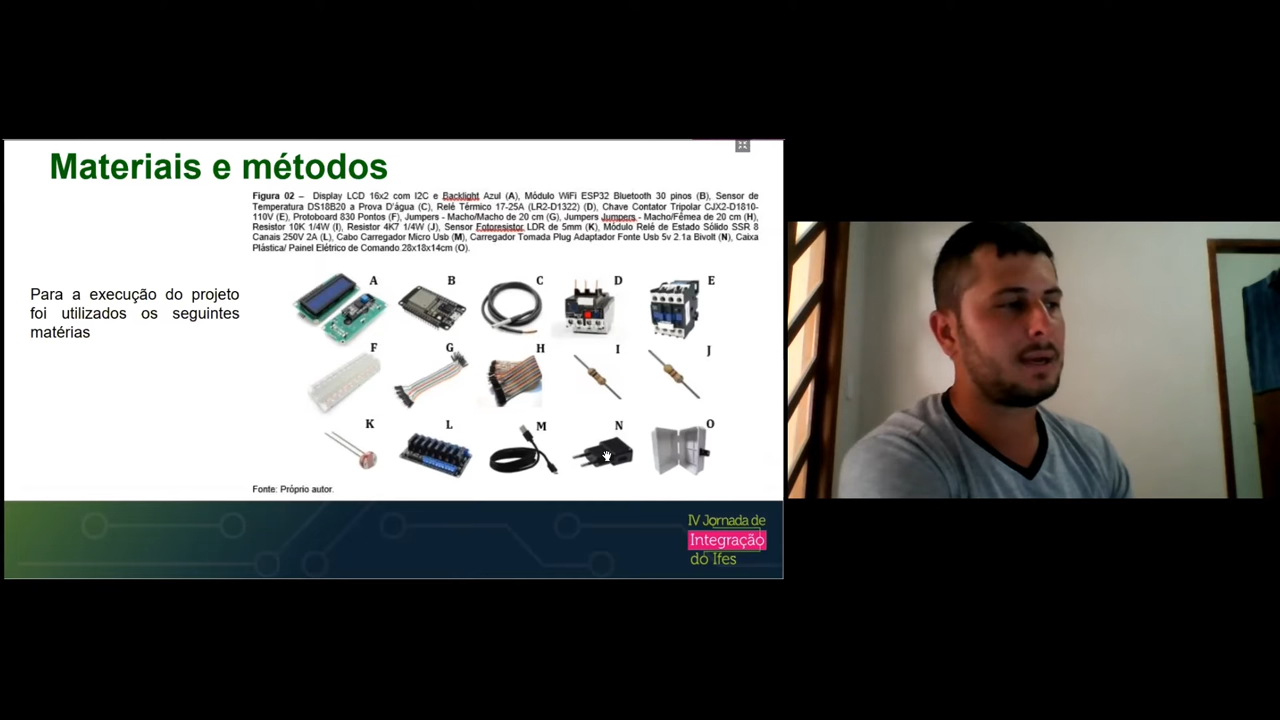 Materiais e métodos
Figura 02 – Display LCD 16x2 com I2C e Backlight Azul (A), Módulo WiFi ESP32 Bluetooth 30 pinos (B), Sensor de
Temperatura DS18B20 a Prova D'água (C), Relé Térmico 17-25A (LR2-D1322) (D), Chave Contator Tripolar CJX2-D1810-
110V (E), Protoboard 830 Pontos (F), Jumpers - Macho/Macho de 20 cm (G), Jumpers Jumpers - Macho/Fêmea de 20 cm (H),
Resistor 10K 1/4W (I), Resistor 4K7 1/4W (J), Sensor Fotoresistor LDR de 5mm (K), Módulo Relé de Estado Sólido SSR 8
Canais 250V 2A (L), Cabo Carregador Micro Usb (M), Carregador Tomada Plug Adaptador Fonte Usb 5v 2.1a Bivolt (N), Caixa
Plástica/ Painel Elétrico de Comando 28x18x14cm (O).
Para a execução do projeto
foi utilizados os seguintes
matérias
A B C D E
F G H I J
K L M N O
Fonte: Próprio autor.
IV Jornada de
Integração
do Ifes